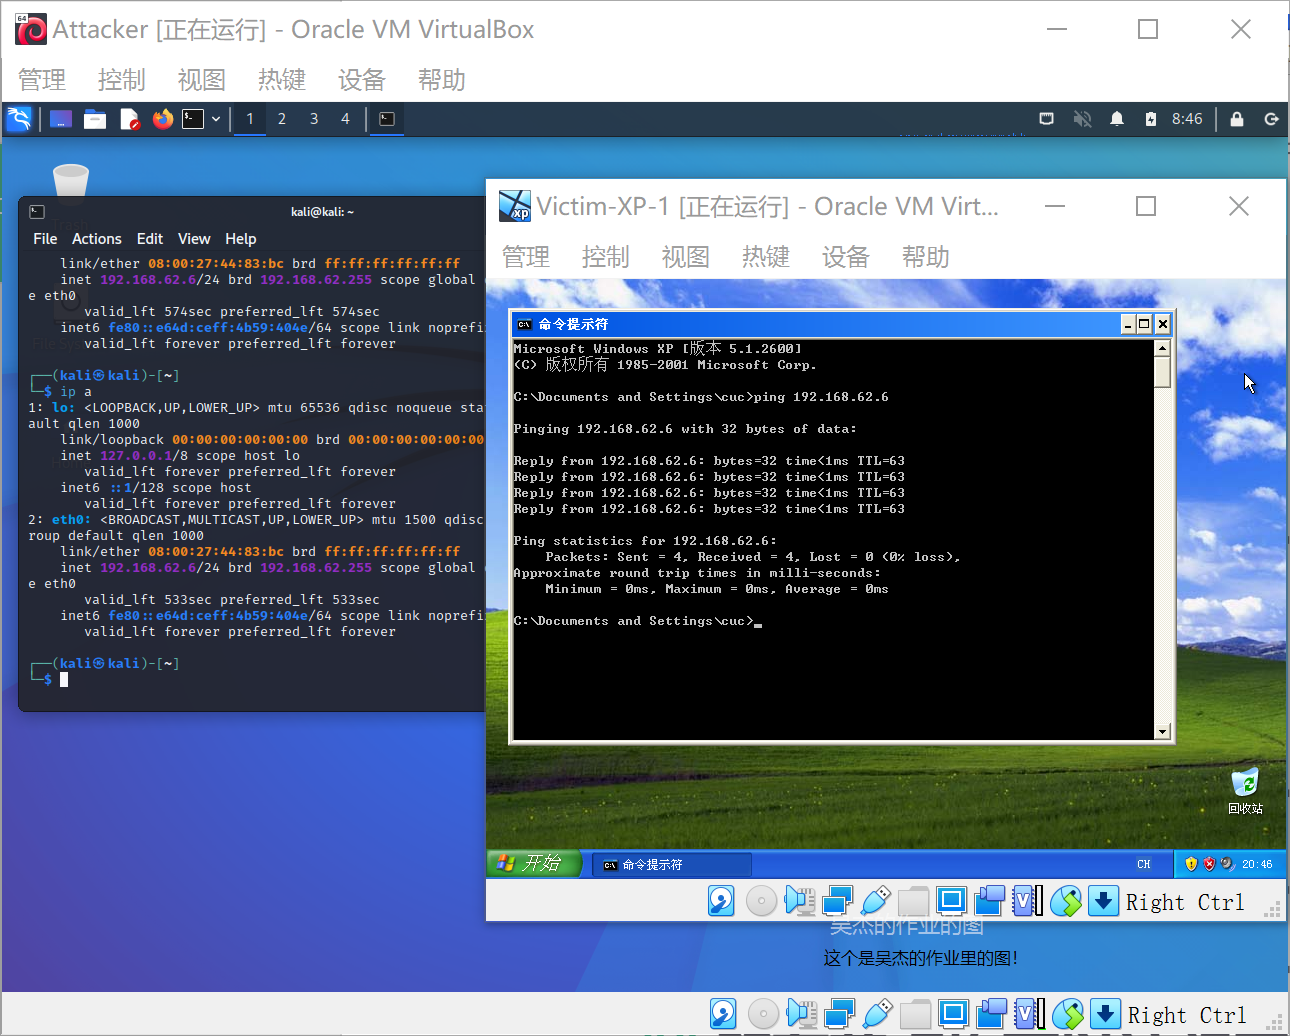 Attacker [正在运行] - Oracle VM VirtualBox
管理 控制 视图 热键 设备 帮助
1 2 3 4 8:46
kali@kali: ~
File Actions Edit View Help
link/ether 08:00:27:44:83:bc brd ff:ff:ff:ff:ff:ff
inet 192.168.62.6/24 brd 192.168.62.255 scope global
e eth0
valid_lft 574sec preferred_lft 574sec
inet6 fe80::e64d:ceff:4b59:404e/64 scope link noprefi
valid_lft forever preferred_lft forever
┌──(kali㉿kali)-[~]
└─$ ip a
1: lo: <LOOPBACK,UP,LOWER_UP> mtu 65536 qdisc noqueue sta
ault qlen 1000
link/loopback 00:00:00:00:00:00 brd 00:00:00:00:00:00
inet 127.0.0.1/8 scope host lo
valid_lft forever preferred_lft forever
inet6 ::1/128 scope host
valid_lft forever preferred_lft forever
2: eth0: <BROADCAST,MULTICAST,UP,LOWER_UP> mtu 1500 qdisc
roup default qlen 1000
link/ether 08:00:27:44:83:bc brd ff:ff:ff:ff:ff:ff
inet 192.168.62.6/24 brd 192.168.62.255 scope global
e eth0
valid_lft 533sec preferred_lft 533sec
inet6 fe80::e64d:ceff:4b59:404e/64 scope link noprefi
valid_lft forever preferred_lft forever
┌──(kali㉿kali)-[~]
└─$
Victim-XP-1 [正在运行] - Oracle VM Virt...
管理 控制 视图 热键 设备 帮助
命令提示符
Microsoft Windows XP [版本 5.1.2600]
(C) 版权所有 1985-2001 Microsoft Corp.
C:\Documents and Settings\cuc>ping 192.168.62.6
Pinging 192.168.62.6 with 32 bytes of data:
Reply from 192.168.62.6: bytes=32 time<1ms TTL=63
Reply from 192.168.62.6: bytes=32 time<1ms TTL=63
Reply from 192.168.62.6: bytes=32 time<1ms TTL=63
Reply from 192.168.62.6: bytes=32 time<1ms TTL=63
Ping statistics for 192.168.62.6:
Packets: Sent = 4, Received = 4, Lost = 0 (0% loss),
Approximate round trip times in milli-seconds:
Minimum = 0ms, Maximum = 0ms, Average = 0ms
C:\Documents and Settings\cuc>
回收站
开始 命令提示符 CH 20:46
Right Ctrl
吴杰的作业的图
这个是吴杰的作业里的图!
Right Ctrl